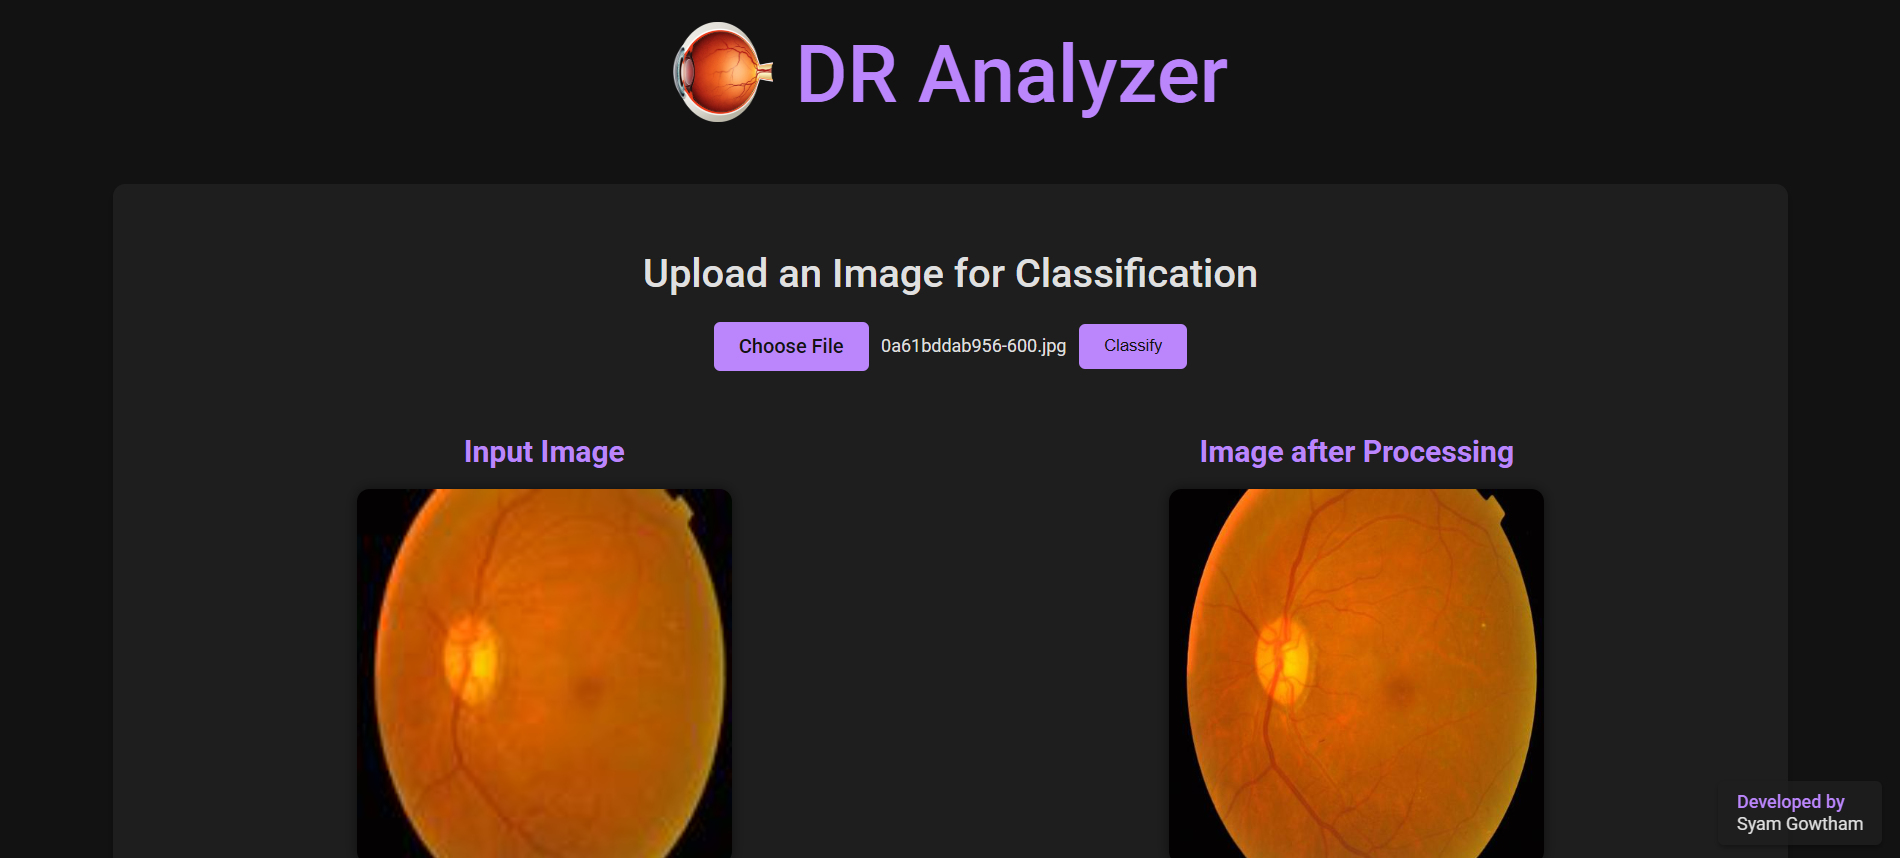 DR Analyzer
Upload an Image for Classification
Choose File 0a61bddab956-600.jpg Classify
Input Image
Image after Processing
Developed by
Syam Gowtham